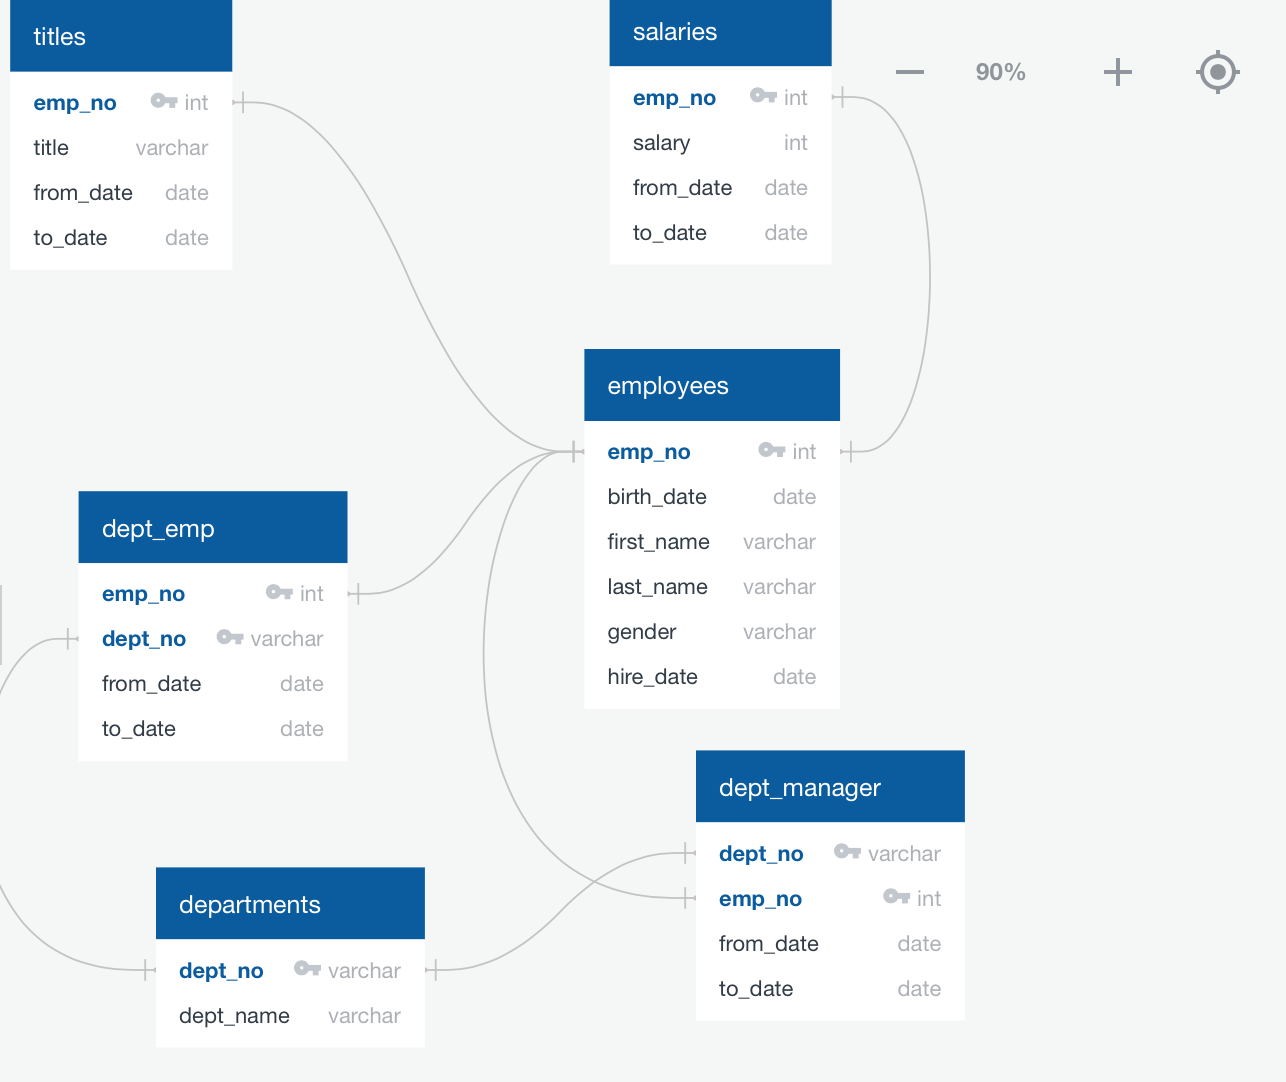 titles
emp_no int
title varchar
from_date date
to_date date
salaries
emp_no int
salary int
from_date date
to_date date
90%
employees
emp_no int
birth_date date
first_name varchar
last_name varchar
gender varchar
hire_date date
dept_emp
emp_no int
dept_no varchar
from_date date
to_date date
dept_manager
dept_no varchar
emp_no int
from_date date
to_date date
departments
dept_no varchar
dept_name varchar